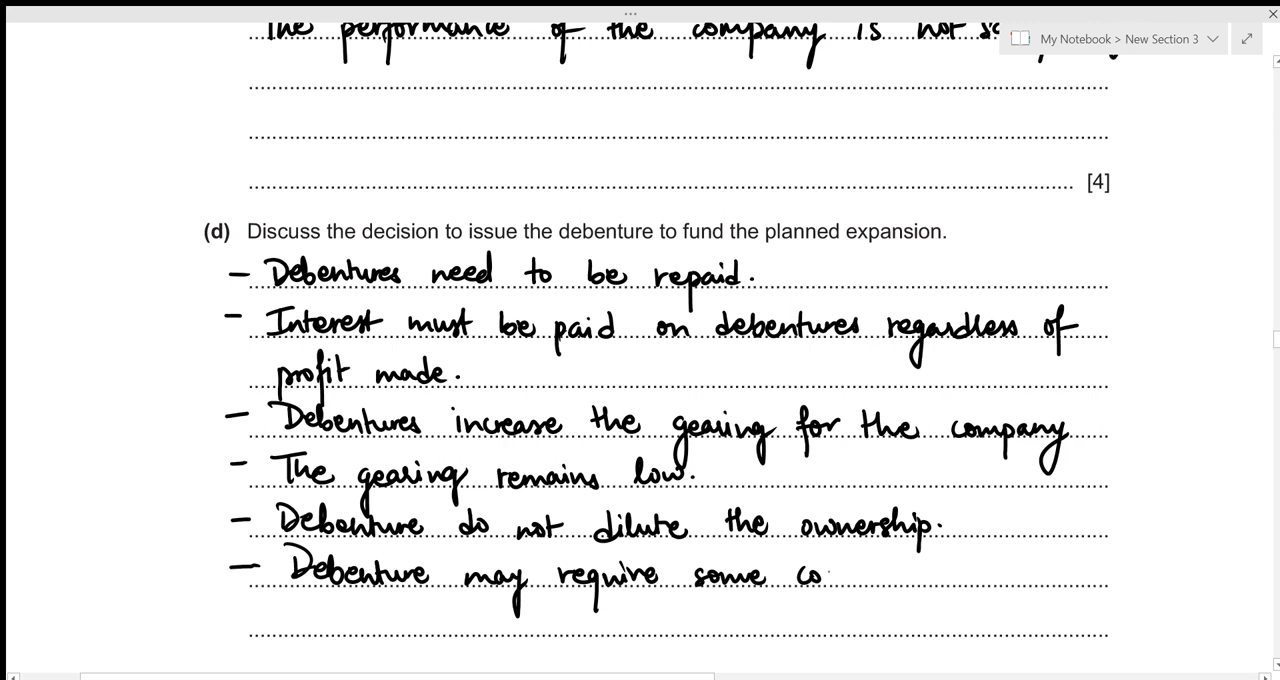 The performance of the company is not
My Notebook > New Section 3
[4]
(d) Discuss the decision to issue the debenture to fund the planned expansion.
– Debentures need to be repaid.
– Interest must be paid on debentures regardless of
profit made.
– Debentures increase the gearing for the company
– The gearing remains low.
– Debenture do not dilute the ownership.
– Debenture may require some co